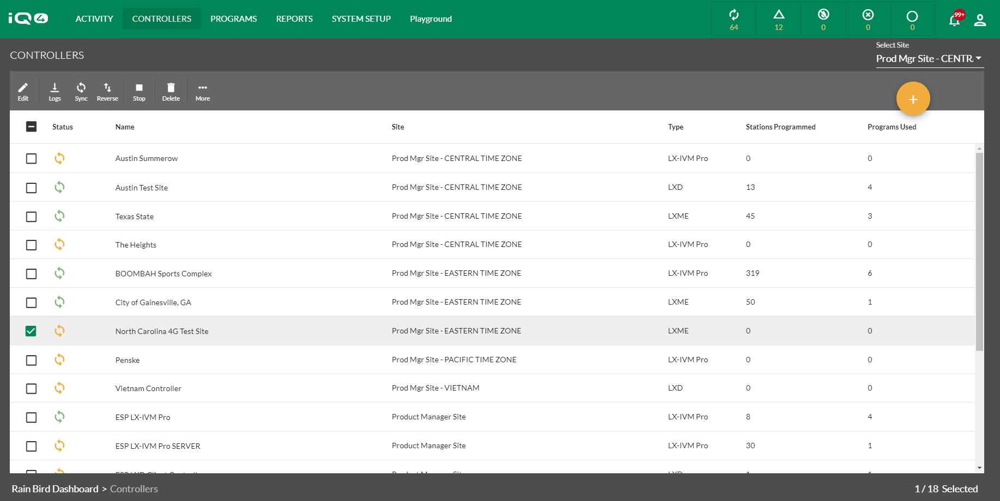 iQ4 ACTIVITY CONTROLLERS PROGRAMS REPORTS SYSTEM SETUP Playground 64 12 0 0 0 99+
Select Site
CONTROLLERS Prod Mgr Site - CENTR
Edit Logs Sync Reverse Stop Delete More
Status Name Site Type Stations Programmed Programs Used
Austin Summerow Prod Mgr Site - CENTRAL TIME ZONE LX-IVM Pro 0 0
Austin Test Site Prod Mgr Site - CENTRAL TIME ZONE LXD 13 4
Texas State Prod Mgr Site - CENTRAL TIME ZONE LXME 45 3
The Heights Prod Mgr Site - CENTRAL TIME ZONE LX-IVM Pro 0 0
BOOMBAH Sports Complex Prod Mgr Site - EASTERN TIME ZONE LX-IVM Pro 319 6
City of Gainesville, GA Prod Mgr Site - EASTERN TIME ZONE LXME 50 1
North Carolina 4G Test Site Prod Mgr Site - EASTERN TIME ZONE LXME 0 0
Penske Prod Mgr Site - PACIFIC TIME ZONE LX-IVM Pro 0 0
Vietnam Controller Prod Mgr Site - VIETNAM LXD 0 0
ESP LX-IVM Pro Product Manager Site LX-IVM Pro 8 4
ESP LX-IVM Pro SERVER Product Manager Site LX-IVM Pro 30 1
Rain Bird Dashboard > Controllers 1 / 18 Selected